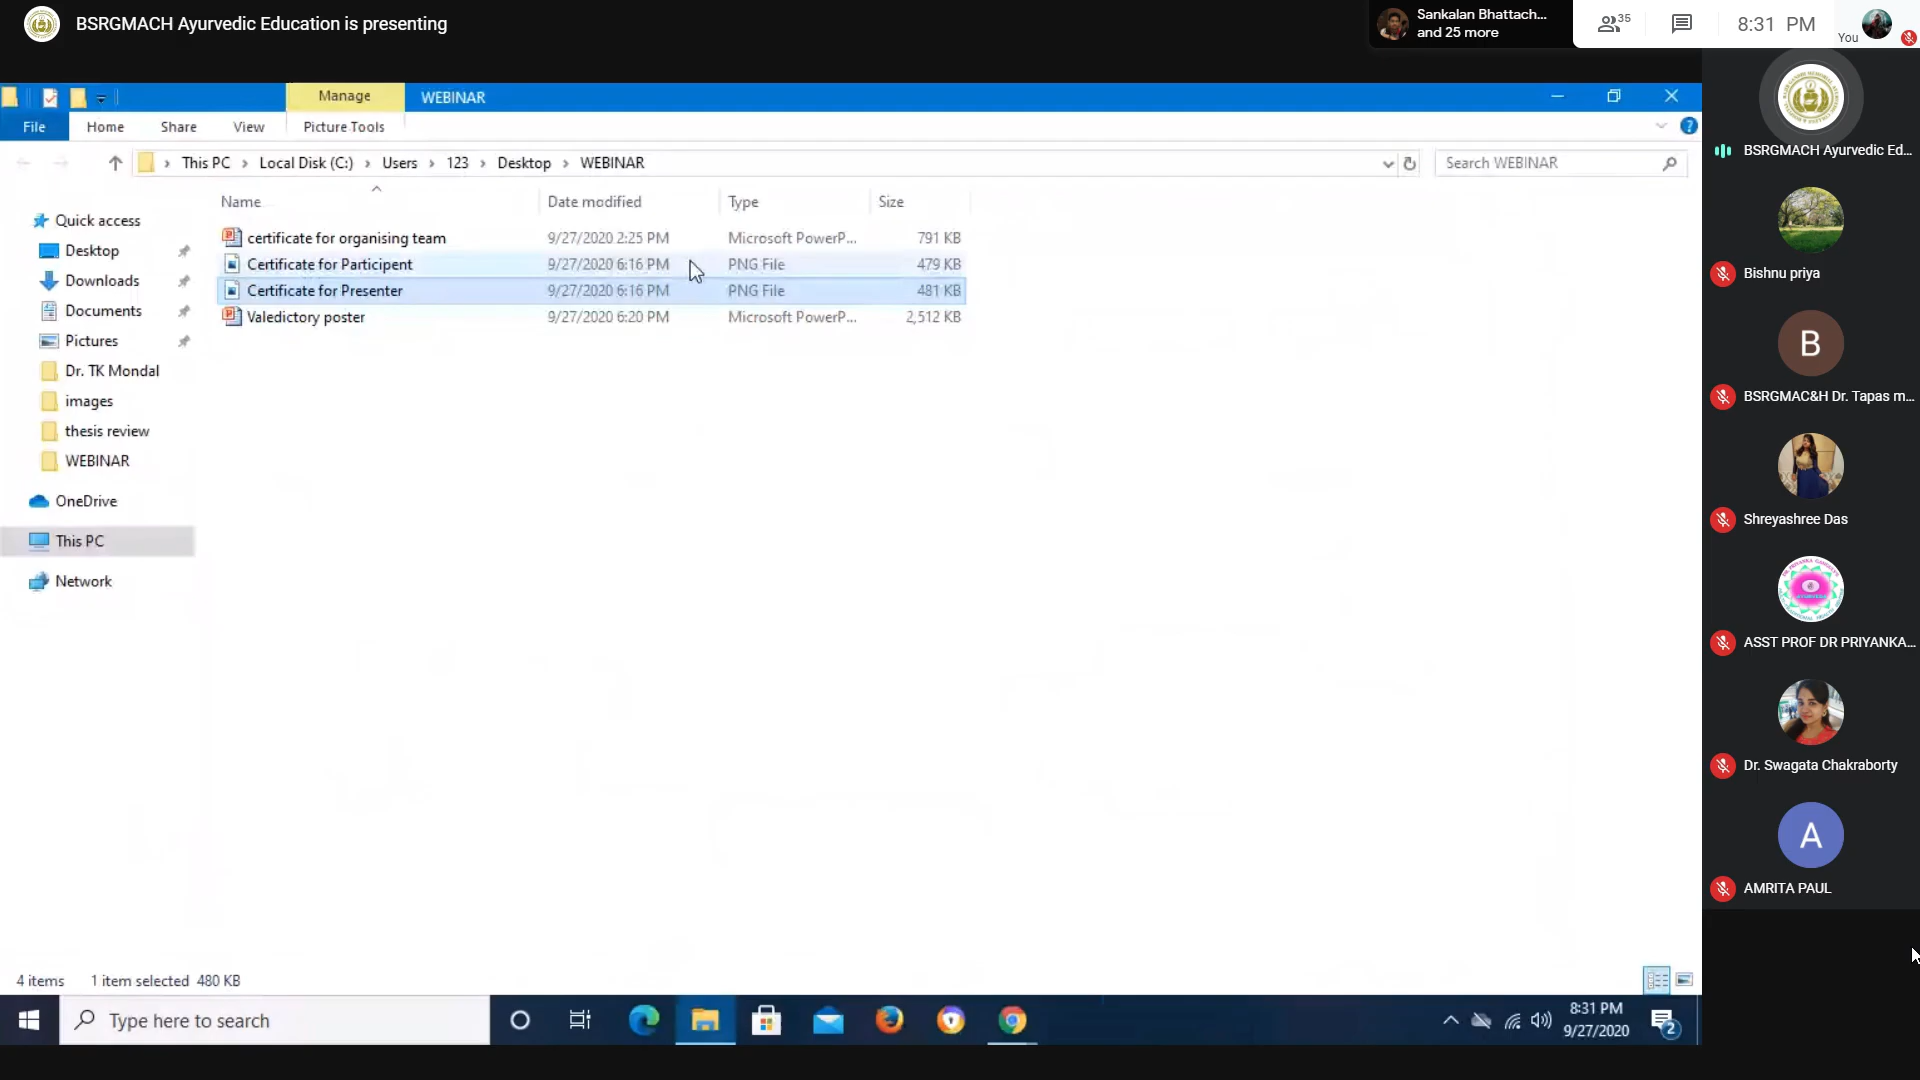 BSRGMACH Ayurvedic Education is presenting
Sankalan Bhattach...
and 25 more
35
8:31 PM
You
Manage
WEBINAR
File
Home
Share
View
Picture Tools
This PC
Local Disk (C:)
Users
123
Desktop
WEBINAR
Search WEBINAR
Name
Date modified
Type
Size
certificate for organising team 9/27/2020 2:25 PM Microsoft PowerP... 791 KB
Certificate for Participent 9/27/2020 6:16 PM PNG File 479 KB
Certificate for Presenter 9/27/2020 6:16 PM PNG File 481 KB
Valedictory poster 9/27/2020 6:20 PM Microsoft PowerP... 2,512 KB
Quick access
Desktop
Downloads
Documents
Pictures
Dr. TK Mondal
images
thesis review
WEBINAR
OneDrive
This PC
Network
4 items 1 item selected 480 KB
Type here to search
8:31 PM
9/27/2020
2
BSRGMACH Ayurvedic Ed...
Bishnu priya
B
BSRGMAC&H Dr. Tapas m...
Shreyashree Das
ASST PROF DR PRIYANKA...
Dr. Swagata Chakraborty
A
AMRITA PAUL